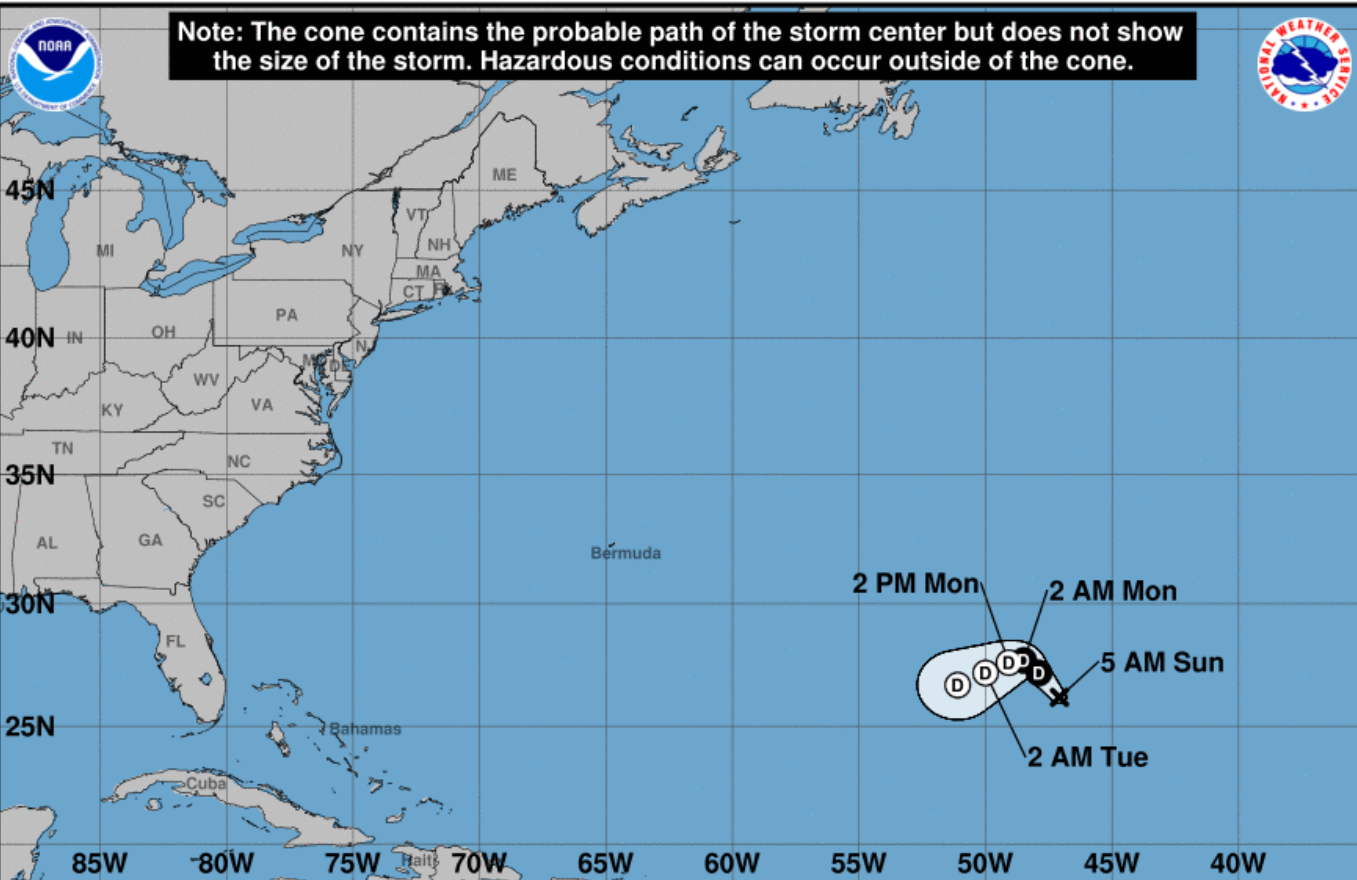 Note: The cone contains the probable path of the storm center but does not show
the size of the storm. Hazardous conditions can occur outside of the cone.
NOAA
NATIONAL WEATHER SERVICE
ME
45N
VT
MI
NY
NH
MA
CT
PA
OH
40N
IN
DE
WV
VA
KY
TN
NC
35N
SC
AL
GA
Bermuda
2 PM Mon
2 AM Mon
30N
FL
5 AM Sun
D
D
D
D
D
25N
Bahamas
2 AM Tue
Cuba
85W
80W
75W
70W
65W
60W
50W
45W
40W